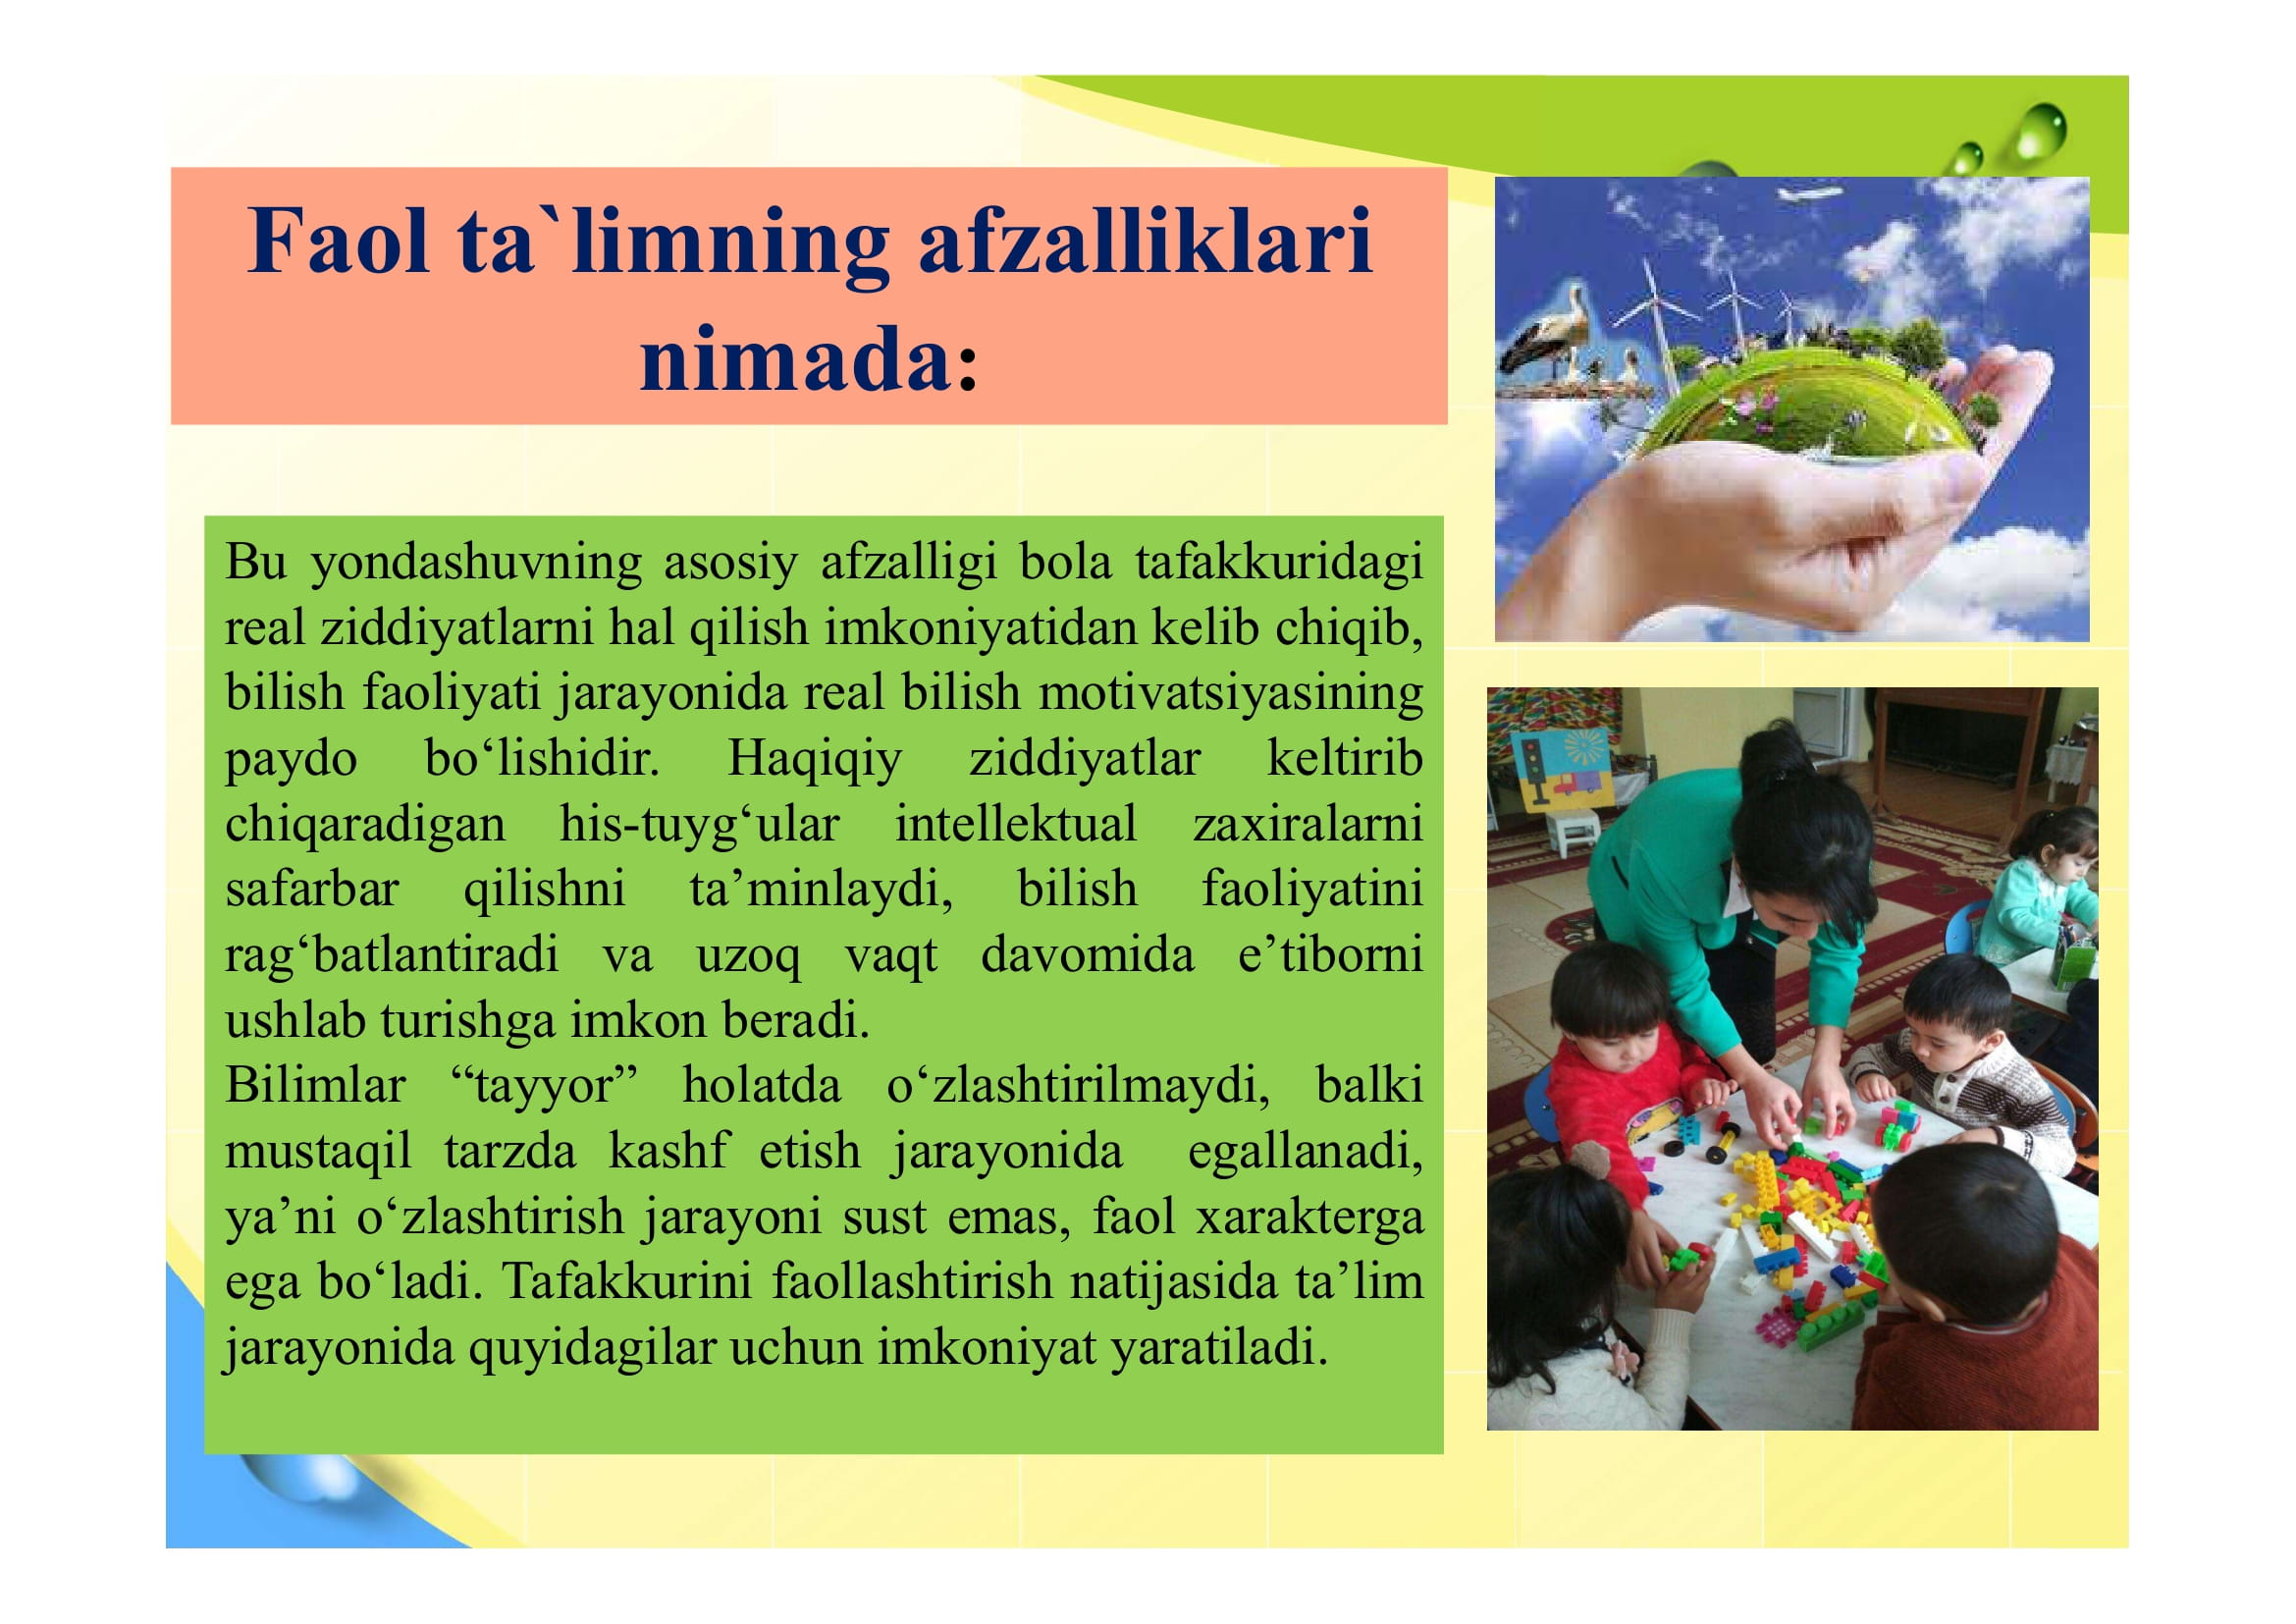 Faol ta`limning afzalliklari
nimada:
Bu yondashuvning asosiy afzalligi bola tafakkuridagi
real ziddiyatlarni hal qilish imkoniyatidan kelib chiqib,
bilish faoliyati jarayonida real bilish motivatsiyasining
paydo bo‘lishidir. Haqiqiy ziddiyatlar keltirib
chiqaradigan his-tuyg‘ular intellektual zaxiralarni
safarbar qilishni ta’minlaydi, bilish faoliyatini
rag‘batlantiradi va uzoq vaqt davomida e’tiborni
ushlab turishga imkon beradi.
Bilimlar “tayyor” holatda o‘zlashtirilmaydi, balki
mustaqil tarzda kashf etish jarayonida egallanadi,
ya’ni o‘zlashtirish jarayoni sust emas, faol xarakterga
ega bo‘ladi. Tafakkurini faollashtirish natijasida ta’lim
jarayonida quyidagilar uchun imkoniyat yaratiladi.